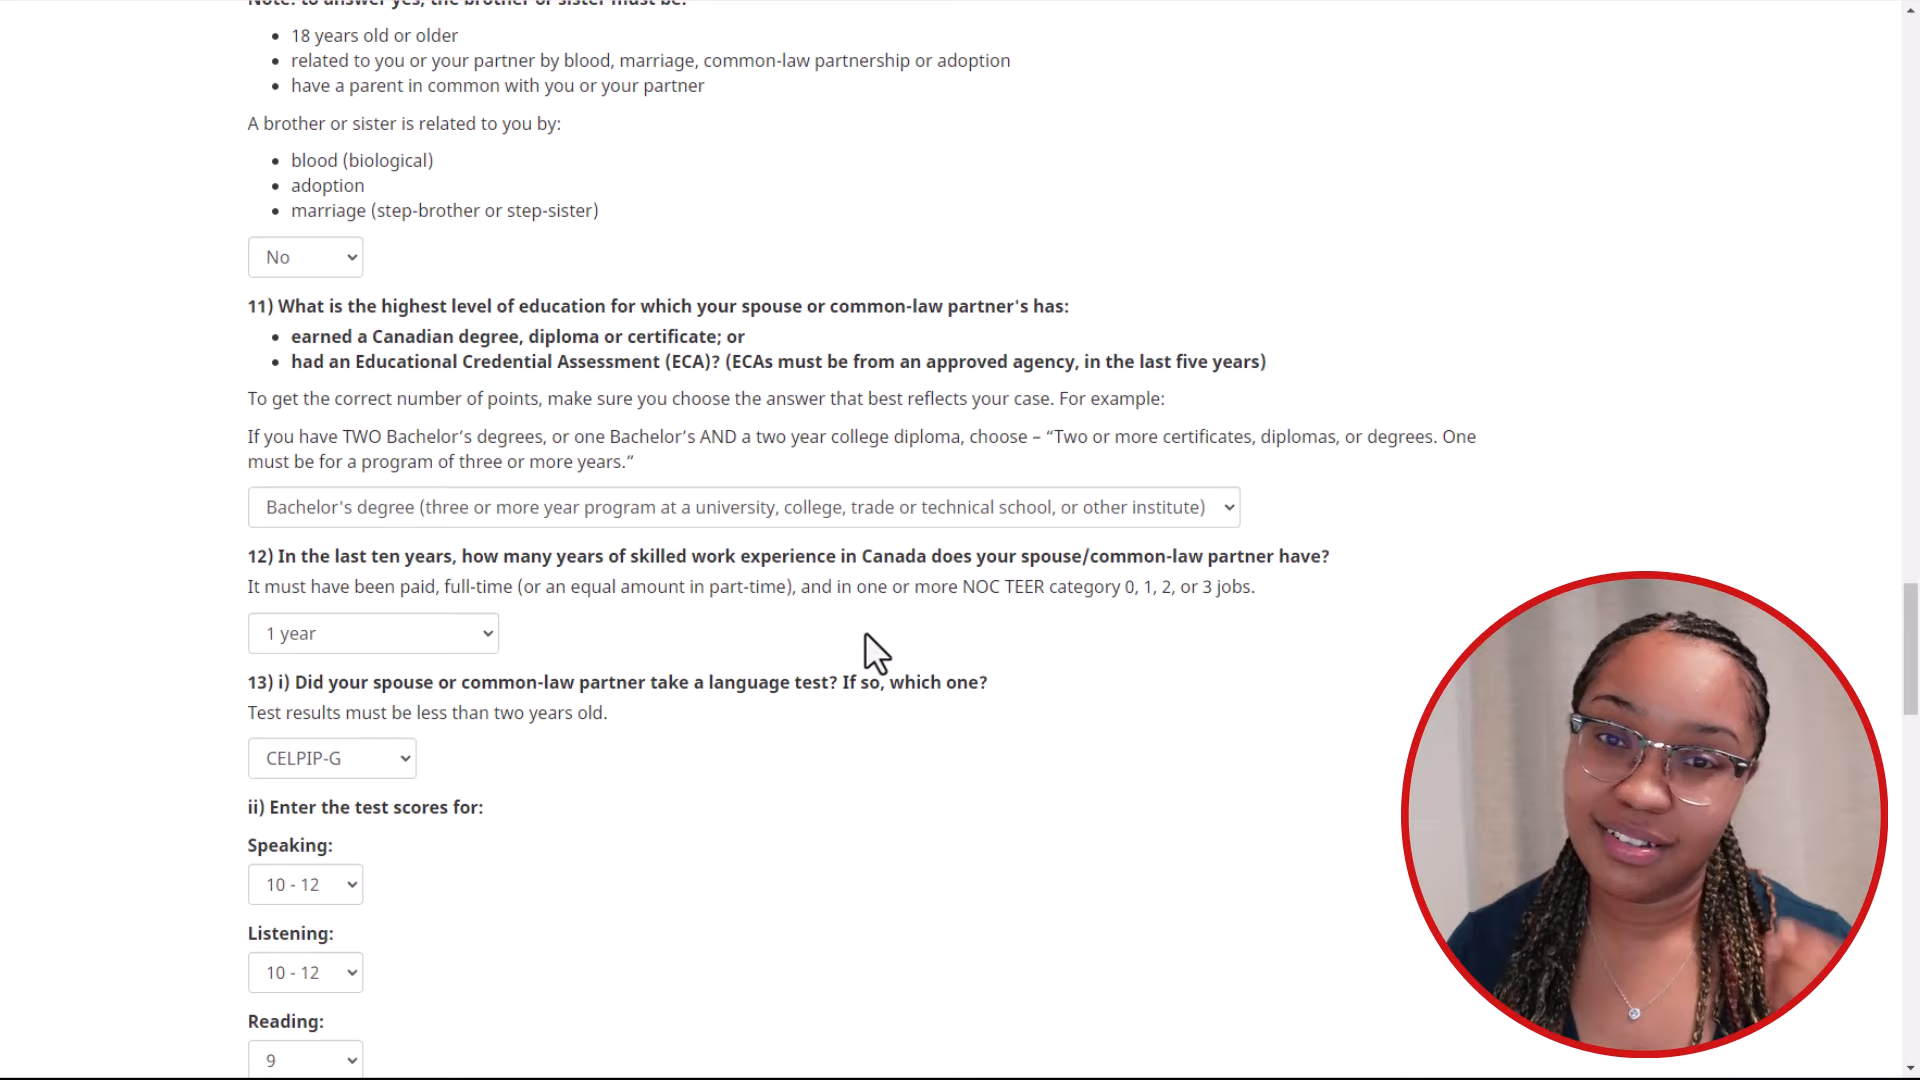 Note: to answer yes, the brother or sister must be:
18 years old or older
related to you or your partner by blood, marriage, common-law partnership or adoption
have a parent in common with you or your partner
A brother or sister is related to you by:
blood (biological)
adoption
marriage (step-brother or step-sister)
No
11) What is the highest level of education for which your spouse or common-law partner's has:
earned a Canadian degree, diploma or certificate; or
had an Educational Credential Assessment (ECA)? (ECAs must be from an approved agency, in the last five years)
To get the correct number of points, make sure you choose the answer that best reflects your case. For example:
If you have TWO Bachelor’s degrees, or one Bachelor’s AND a two year college diploma, choose – “Two or more certificates, diplomas, or degrees. One
must be for a program of three or more years.”
Bachelor's degree (three or more year program at a university, college, trade or technical school, or other institute)
12) In the last ten years, how many years of skilled work experience in Canada does your spouse/common-law partner have?
It must have been paid, full-time (or an equal amount in part-time), and in one or more NOC TEER category 0, 1, 2, or 3 jobs.
1 year
13) i) Did your spouse or common-law partner take a language test? If so, which one?
Test results must be less than two years old.
CELPIP-G
ii) Enter the test scores for:
Speaking:
10 - 12
Listening:
10 - 12
Reading:
9